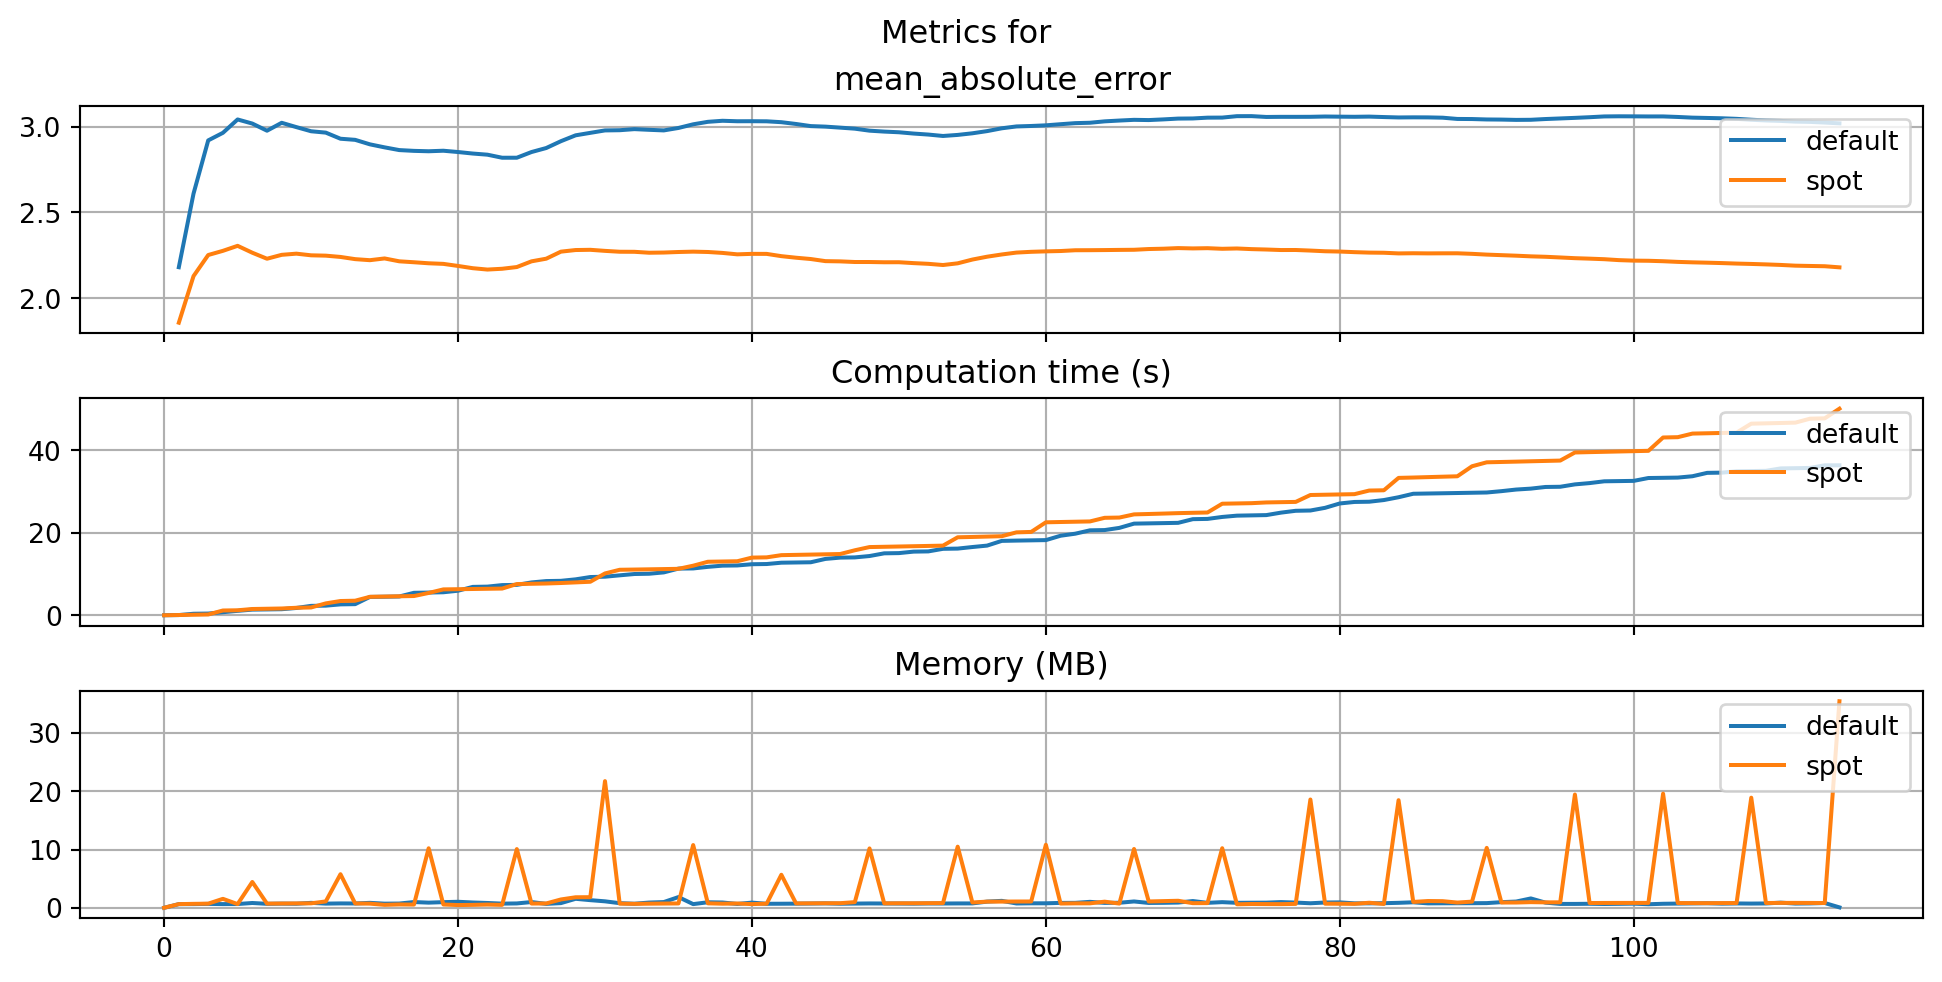 Metrics for
mean_absolute_error
3.0
2.5
2.0
default
spot
Computation time (s)
40
20
0
default
spot
Memory (MB)
30
20
10
0
default
spot
0 20 40 60 80 100